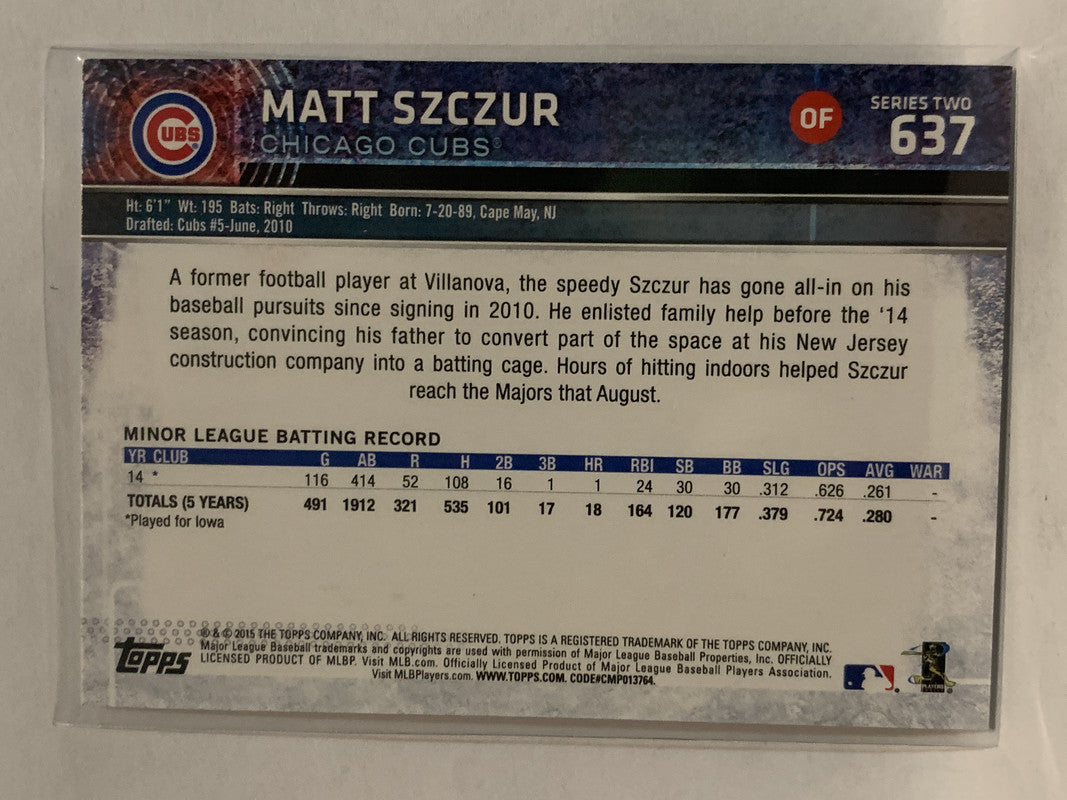 CUBS
MATT SZCZUR
CHICAGO CUBS®
OF
SERIES TWO
637
Ht: 6'1" Wt: 195 Bats: Right Throws: Right Born: 7-20-89, Cape May, NJ
Drafted: Cubs #5-June, 2010
A former football player at Villanova, the speedy Szczur has gone all-in on his
baseball pursuits since signing in 2010. He enlisted family help before the '14
season, convincing his father to convert part of the space at his New Jersey
construction company into a batting cage. Hours of hitting indoors helped Szczur
reach the Majors that August.
MINOR LEAGUE BATTING RECORD
YR CLUB G AB R H 2B 3B HR RBI SB BB SLG OPS AVG WAR
14 * 116 414 52 108 16 1 1 24 30 30 .312 .626 .261 -
TOTALS (5 YEARS) 491 1912 321 535 101 17 18 164 120 177 .379 .724 .280 -
*Played for Iowa
Topps
® & © 2015 THE TOPPS COMPANY, INC. ALL RIGHTS RESERVED. TOPPS IS A REGISTERED TRADEMARK OF THE TOPPS COMPANY, INC.
Major League Baseball trademarks and copyrights are used with permission of Major League Baseball Properties, Inc. OFFICIALLY
LICENSED PRODUCT OF MLBP. Visit MLB.com. Officially Licensed Product of Major League Baseball Players Association.
Visit MLBPlayers.com. WWW.TOPPS.COM. CODE#CMP013764.
PLAYERS